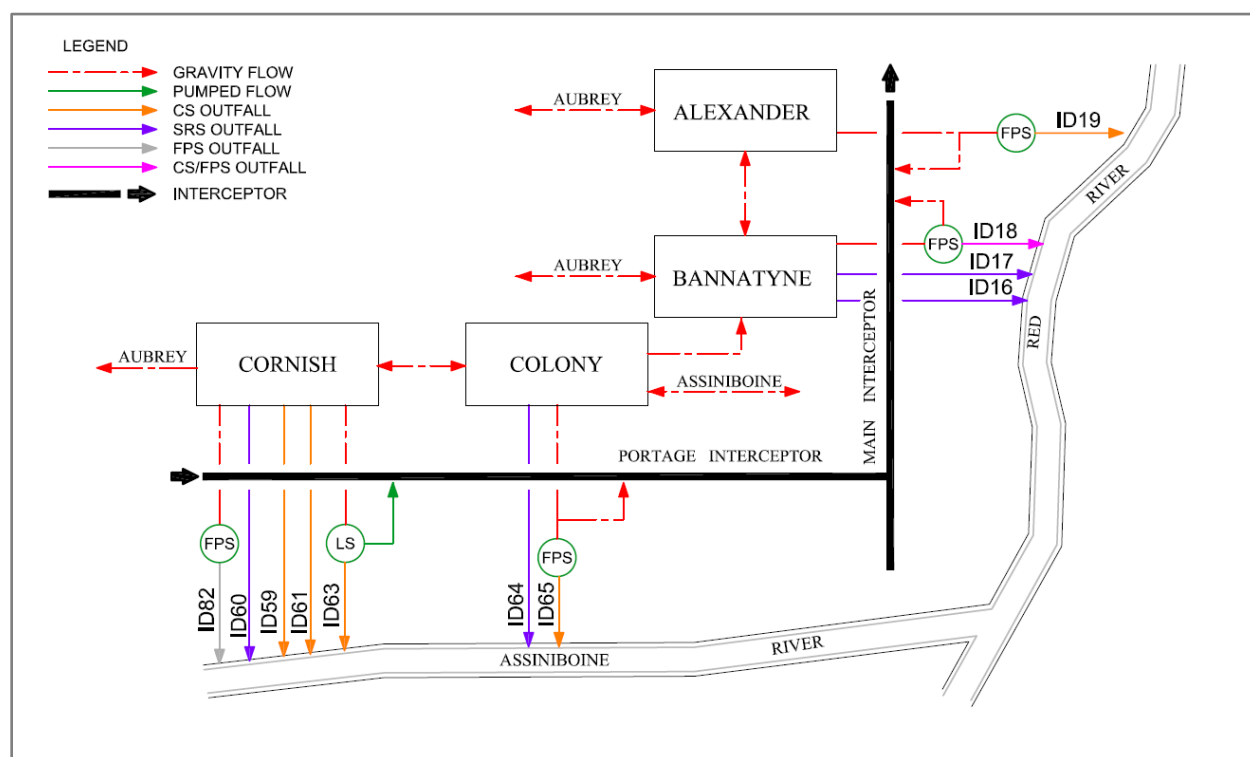 LEGEND
GRAVITY FLOW
PUMPED FLOW
CS OUTFALL
SRS OUTFALL
FPS OUTFALL
CS/FPS OUTFALL
INTERCEPTOR
AUBREY
ALEXANDER
FPS
ID19
RIVER
AUBREY
BANNATYNE
FPS
ID18
ID17
ID16
RED
AUBREY
CORNISH
COLONY
ASSINIBOINE
MAIN INTERCEPTOR
PORTAGE INTERCEPTOR
FPS
LS
FPS
ID82
ID60
ID59
ID61
ID63
ID64
ID65
ASSINIBOINE
RIVER